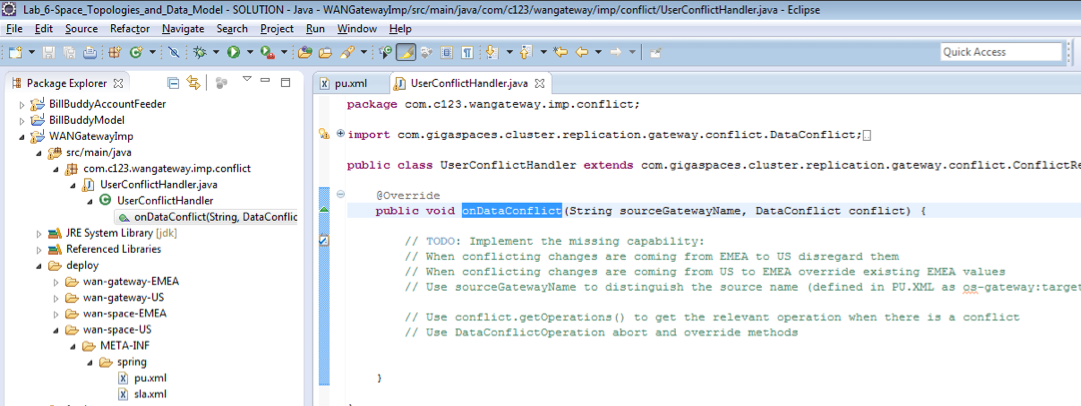 Lab_6-Space_Topologies_and_Data_Model - SOLUTION - Java - WANGatewayImp/src/main/java/com/c123/wangateway/imp/conflict/UserConflictHandler.java - Eclipse
File Edit Source Refactor Navigate Search Project Run Window Help
Quick Access
Package Explorer
pu.xml
UserConflictHandler.java
BillBuddyAccountFeeder
BillBuddyModel
WANGatewayImp
src/main/java
com.c123.wangateway.imp.conflict
UserConflictHandler.java
UserConflictHandler
onDataConflict(String, DataConflic
JRE System Library [jdk]
Referenced Libraries
deploy
wan-gateway-EMEA
wan-gateway-US
wan-space-EMEA
wan-space-US
META-INF
spring
pu.xml
sla.xml
package com.c123.wangateway.imp.conflict;
import com.gigaspaces.cluster.replication.gateway.conflict.DataConflict;
public class UserConflictHandler extends com.gigaspaces.cluster.replication.gateway.conflict.ConflictRe
@Override
public void onDataConflict(String sourceGatewayName, DataConflict conflict) {
// TODO: Implement the missing capability:
// When conflicting changes are coming from EMEA to US disregard them
// When conflicting changes are coming from US to EMEA override existing EMEA values
// Use sourceGatewayName to distinguish the source name (defined in PU.XML as os-gateway:target
// Use conflict.getOperations() to get the relevant operation when there is a conflict
// Use DataConflictOperation abort and override methods
}